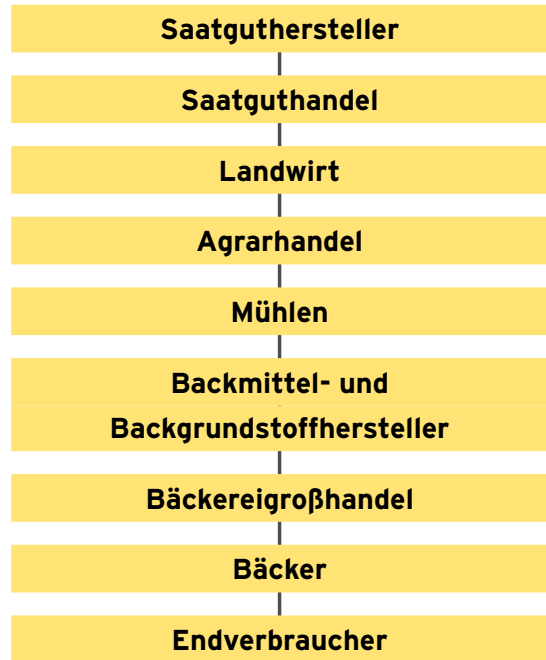 Saatguthersteller
Saatguthandel
Landwirt
Agrarhandel
Mühlen
Backmittel- und
Backgrundstoffhersteller
Bäckereigroßhandel
Bäcker
Endverbraucher